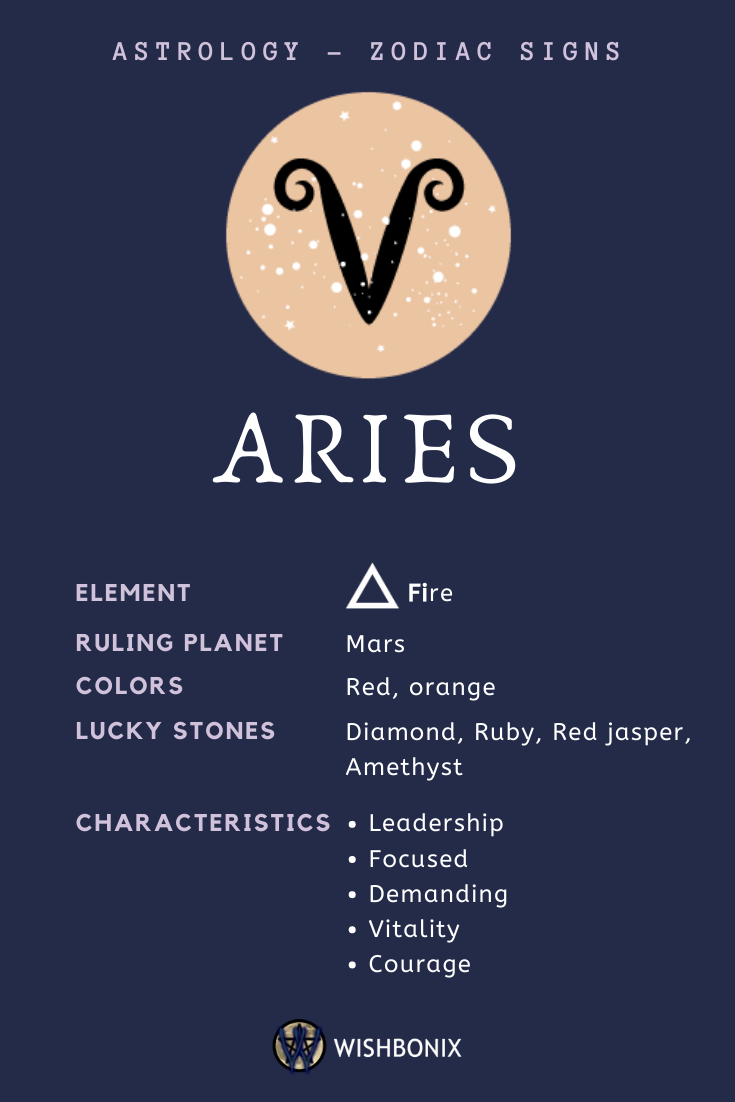 ASTROLOGY – ZODIAC SIGNS
ARIES
ELEMENT Fire
RULING PLANET Mars
COLORS Red, orange
LUCKY STONES Diamond, Ruby, Red jasper,
Amethyst
CHARACTERISTICS • Leadership
• Focused
• Demanding
• Vitality
• Courage
WISHBONIX